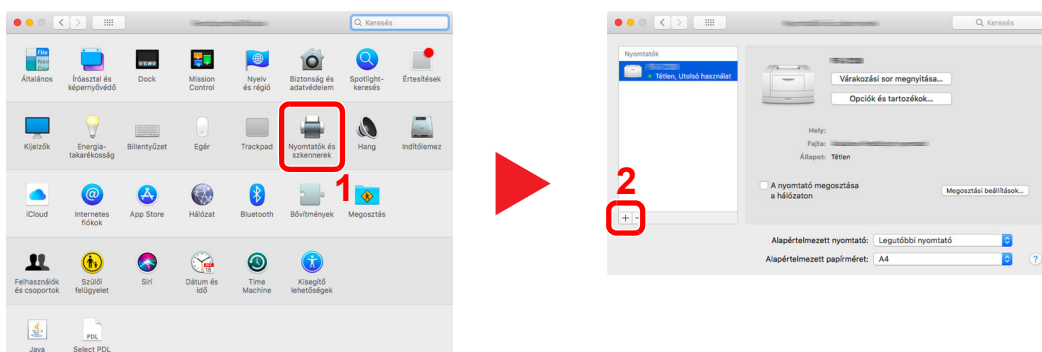 Keresés
Általános
Íróasztal és
képernyővédő
Dock
Mission
Control
Nyelv
és régió
Biztonság és
adatvédelem
Spotlight-
keresés
Értesítések
Kijelzők
Energia-
takarékosság
Billentyűzet
Egér
Trackpad
Nyomtatók és
szkennerek
Hang
Indítólemez
1
iCloud
Internetes
fiókok
App Store
Hálózat
Bluetooth
Bővítmények
Megosztás
Felhasználók
és csoportok
Szülői
felügyelet
Siri
Dátum és
idő
Time
Machine
Kisegítő
lehetőségek
Java
PDL
Select PDL
Keresés
Nyomtatók
Tétlen, Utolsó használat
Várakozási sor megnyitása...
Opciók és tartozékok...
Hely:
Fajta:
Állapot: Tétlen
2
A nyomtató megosztása
a hálózaton
Megosztási beállítások...
+ -
Alapértelmezett nyomtató: Legutóbbi nyomtató
Alapértelmezett papírméret: A4
?